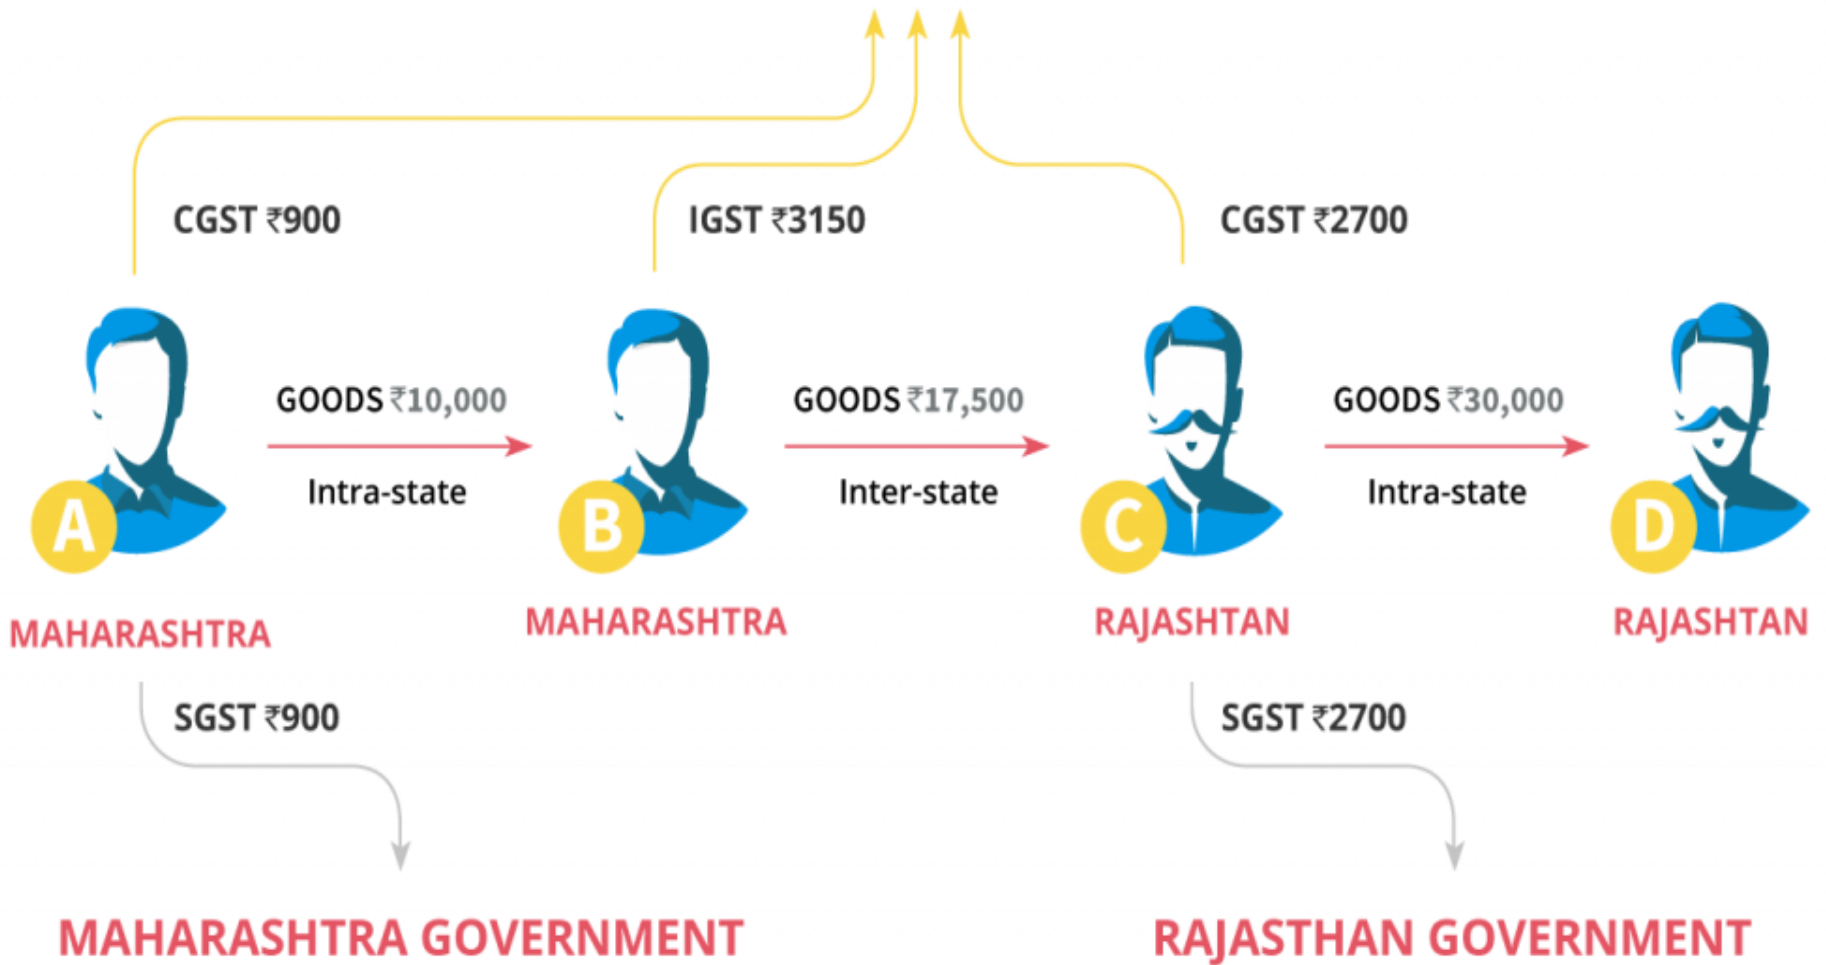 CGST ₹900
IGST ₹3150
CGST ₹2700
GOODS ₹10,000
GOODS ₹17,500
GOODS ₹30,000
Intra-state
Inter-state
Intra-state
A
B
C
D
MAHARASHTRA
MAHARASHTRA
RAJASHTAN
RAJASHTAN
SGST ₹900
SGST ₹2700
MAHARASHTRA GOVERNMENT
RAJASTHAN GOVERNMENT